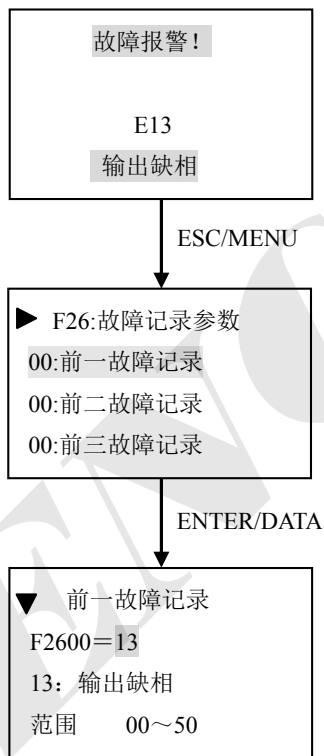 故障报警！
E13
输出缺相
ESC/MENU
F26:故障记录参数
00:前一故障记录
00:前二故障记录
00:前三故障记录
ENTER/DATA
前一故障记录
F2600＝13
13：输出缺相
范围 00～50